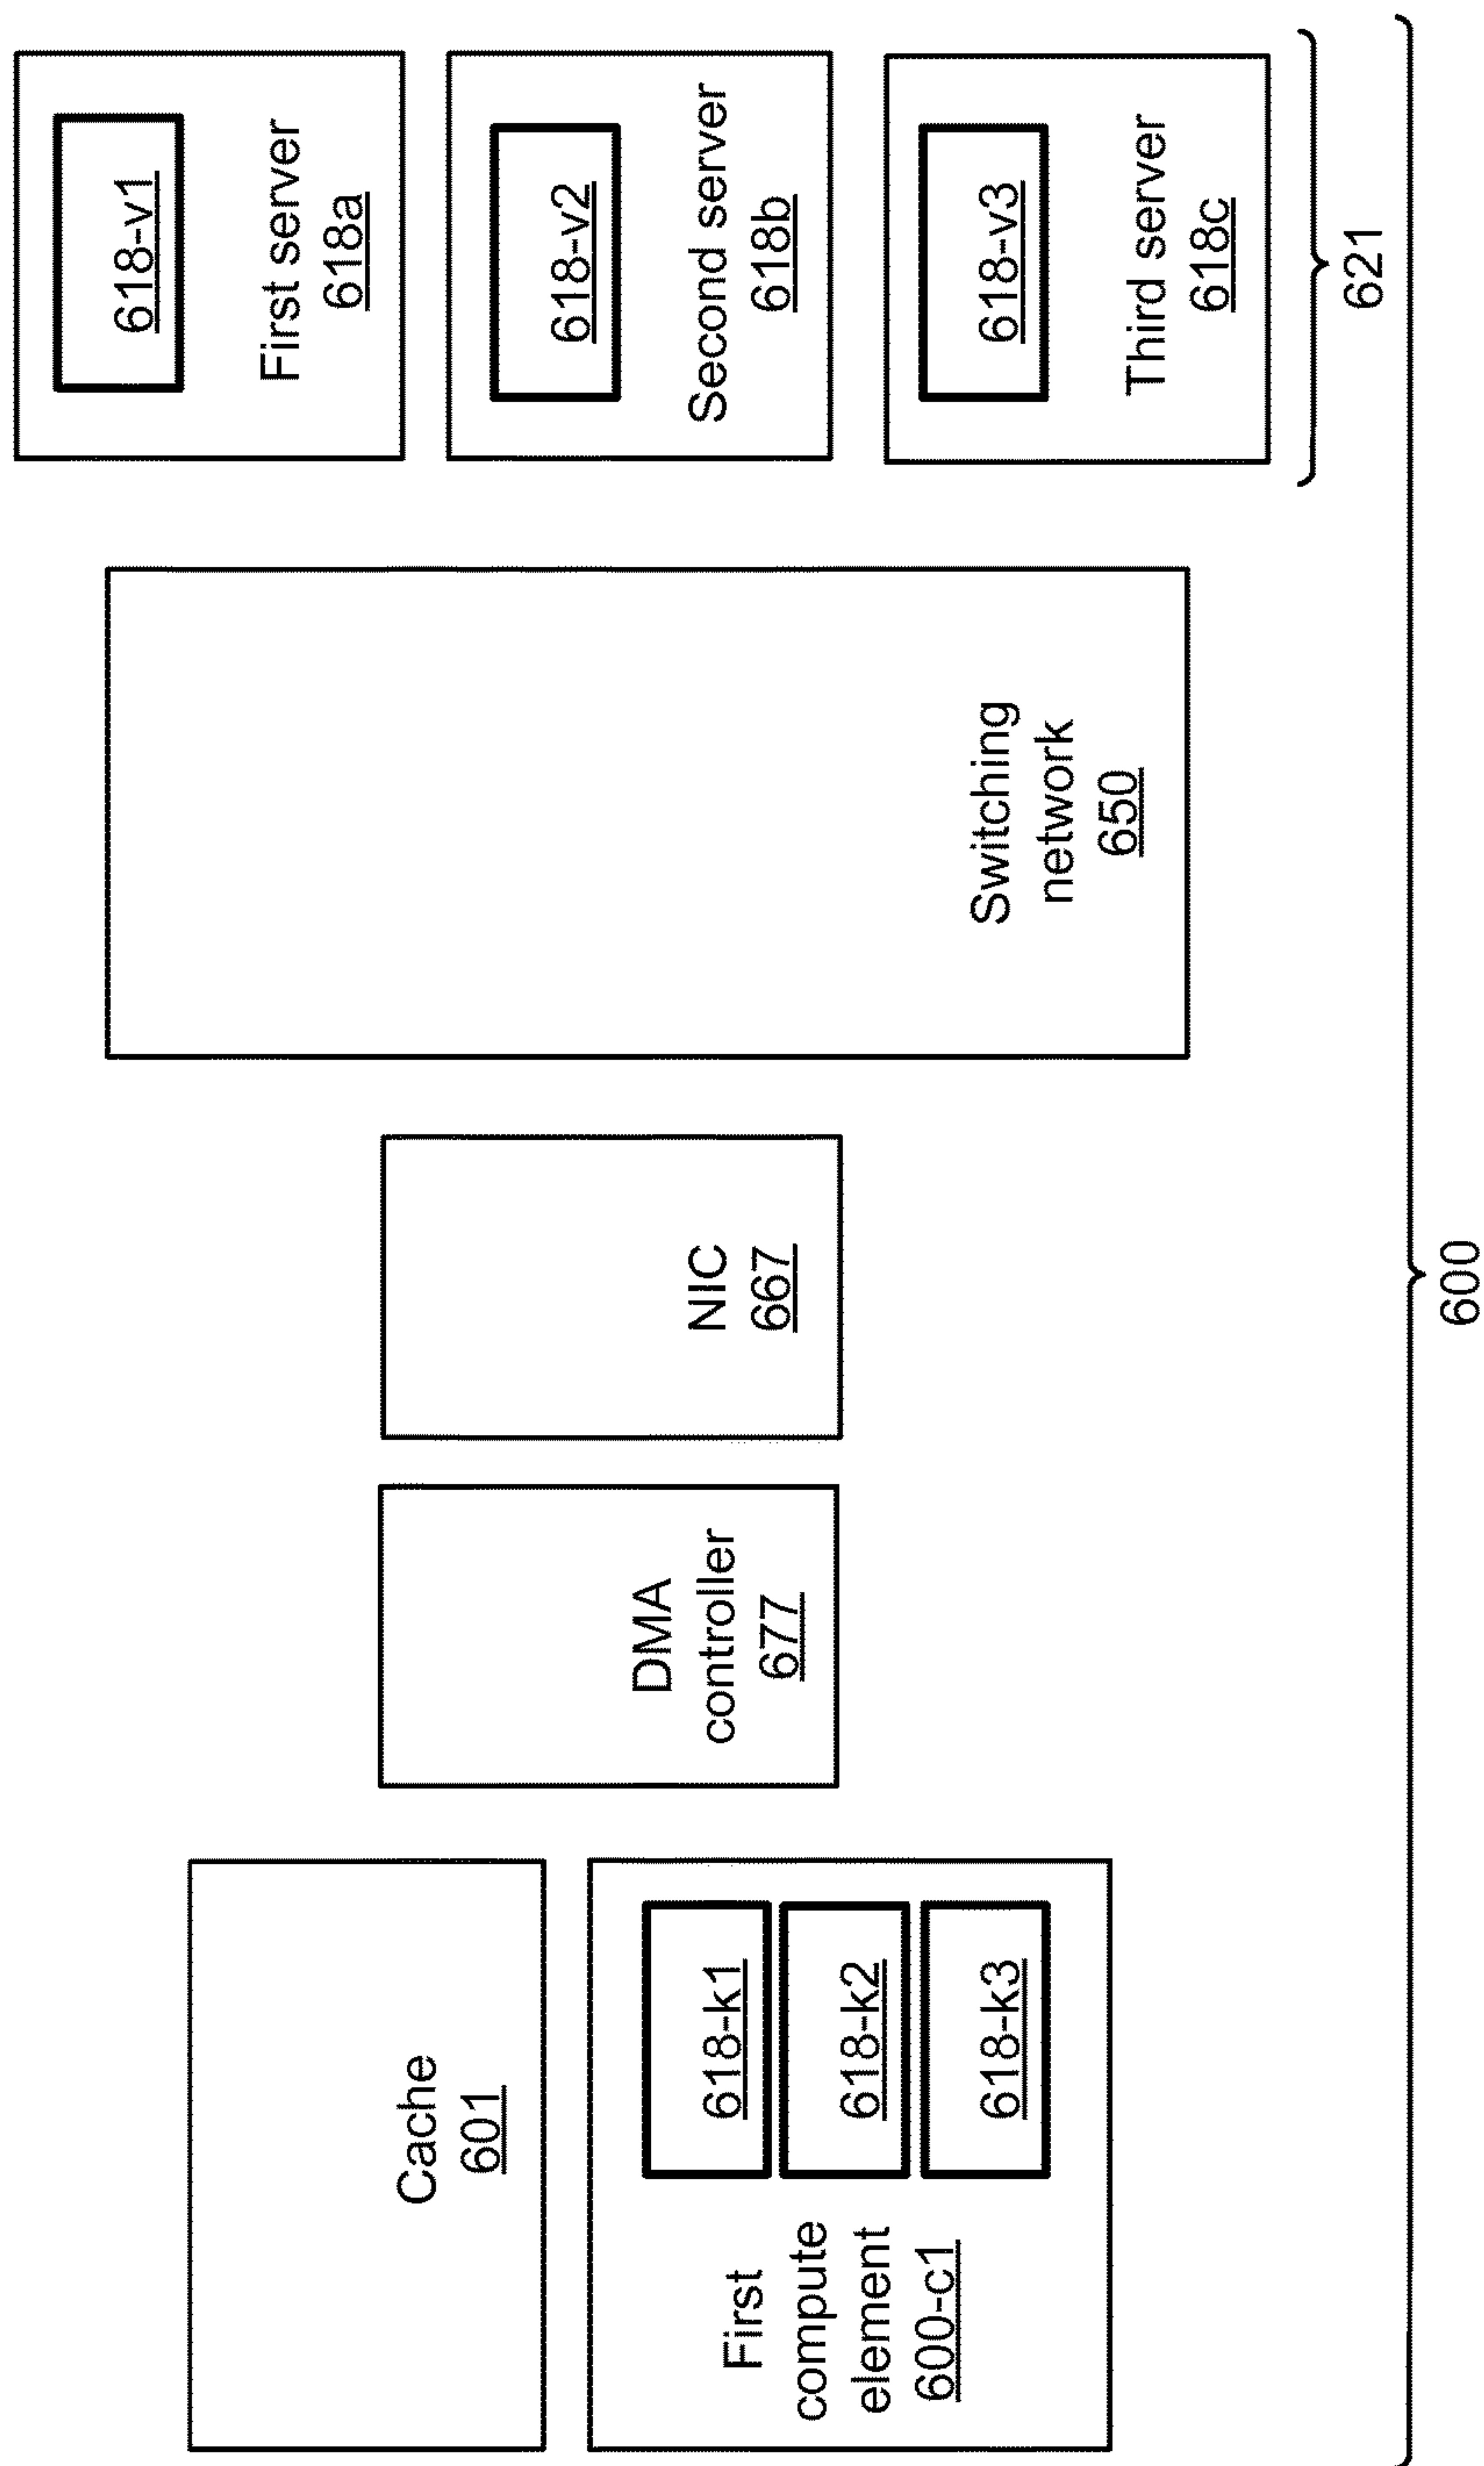 Cache
601
First
compute
element
600-c1
618-k1
618-k2
618-k3
DMA
controller
677
NIC
667
Switching
network
650
618-v1
First server
618a
618-v2
Second server
618b
618-v3
Third server
618c
621
600